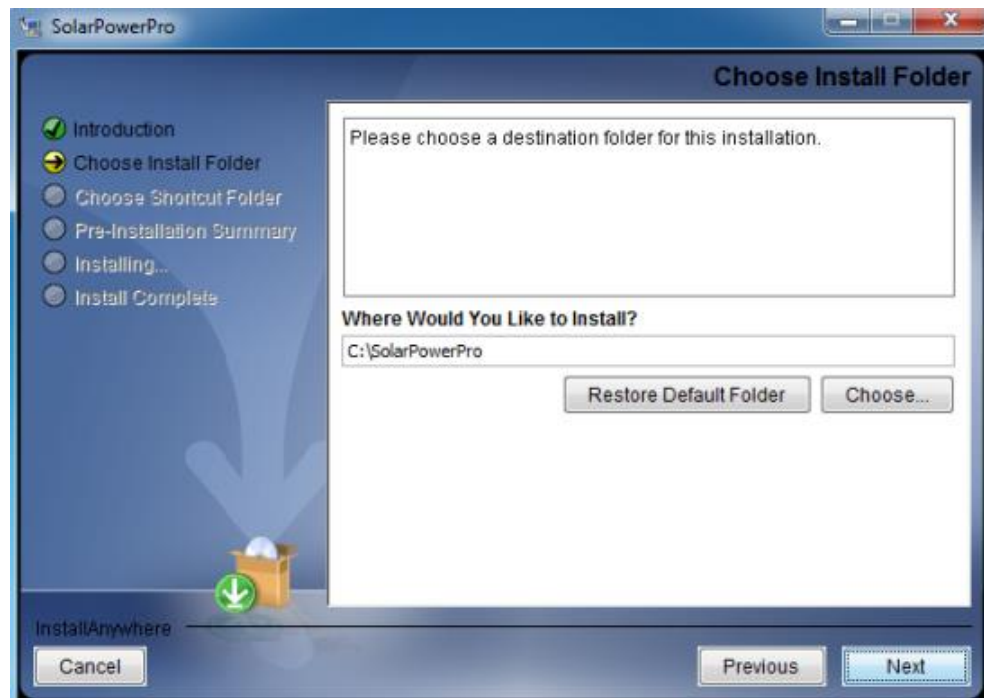 SolarPowerPro
Choose Install Folder
Introduction
Choose Install Folder
Choose Shortcut Folder
Pre-Installation Summary
Installing...
Install Complete
Please choose a destination folder for this installation.
Where Would You Like to Install?
C:\SolarPowerPro
Restore Default Folder
Choose...
InstallAnywhere
Cancel
Previous
Next